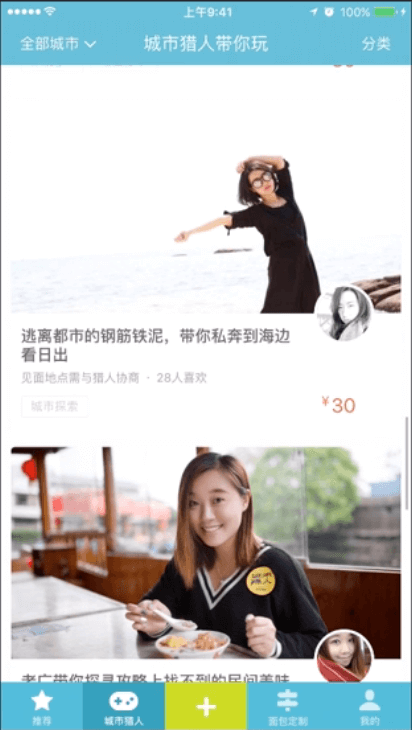 上午9:41
100%
全部城市
城市猎人带你玩
分类
逃离都市的钢筋铁泥，带你私奔到海边
看日出
见面地点需与猎人协商 · 28人喜欢
城市探索
¥30
猎人
老广带你探寻攻略上找不到的民间美味
推荐
城市猎人
+
面包定制
我的